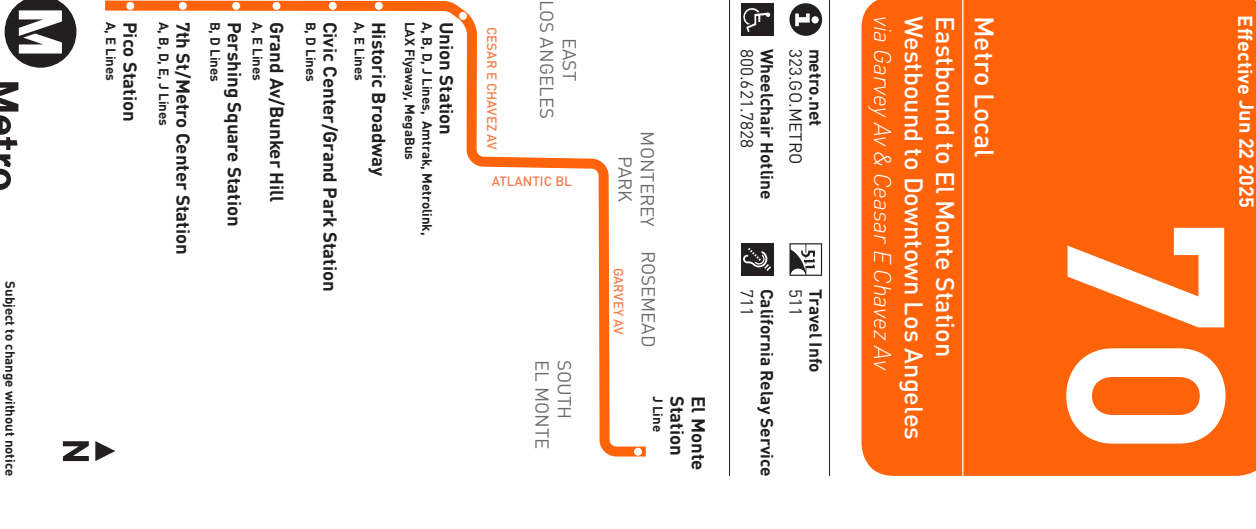 Effective Jun 22 2025
70
Metro Local
Eastbound to El Monte Station
Westbound to Downtown Los Angeles
via Garvey Av & Ceasar E Chavez Av
metro.net
323.GO.METRO
Travel Info
511
511
Wheelchair Hotline
800.621.7828
California Relay Service
711
El Monte
Station
J Line
MONTEREY
PARK
ROSEMEAD
GARVEY AV
SOUTH
EL MONTE
EAST
LOS ANGELES
ATLANTIC BL
CESAR E CHAVEZ AV
Union Station
A, B, D, J Lines, Amtrak, Metrolink,
LAX Flyaway, MegaBus
Historic Broadway
A, E Lines
Civic Center/Grand Park Station
B, D Lines
Grand Av/Bunker Hill
A, E Lines
Pershing Square Station
B, D Lines
7th St/Metro Center Station
A, B, D, E, J Lines
Pico Station
A, E Lines
N
M
Metro
Subject to change without notice